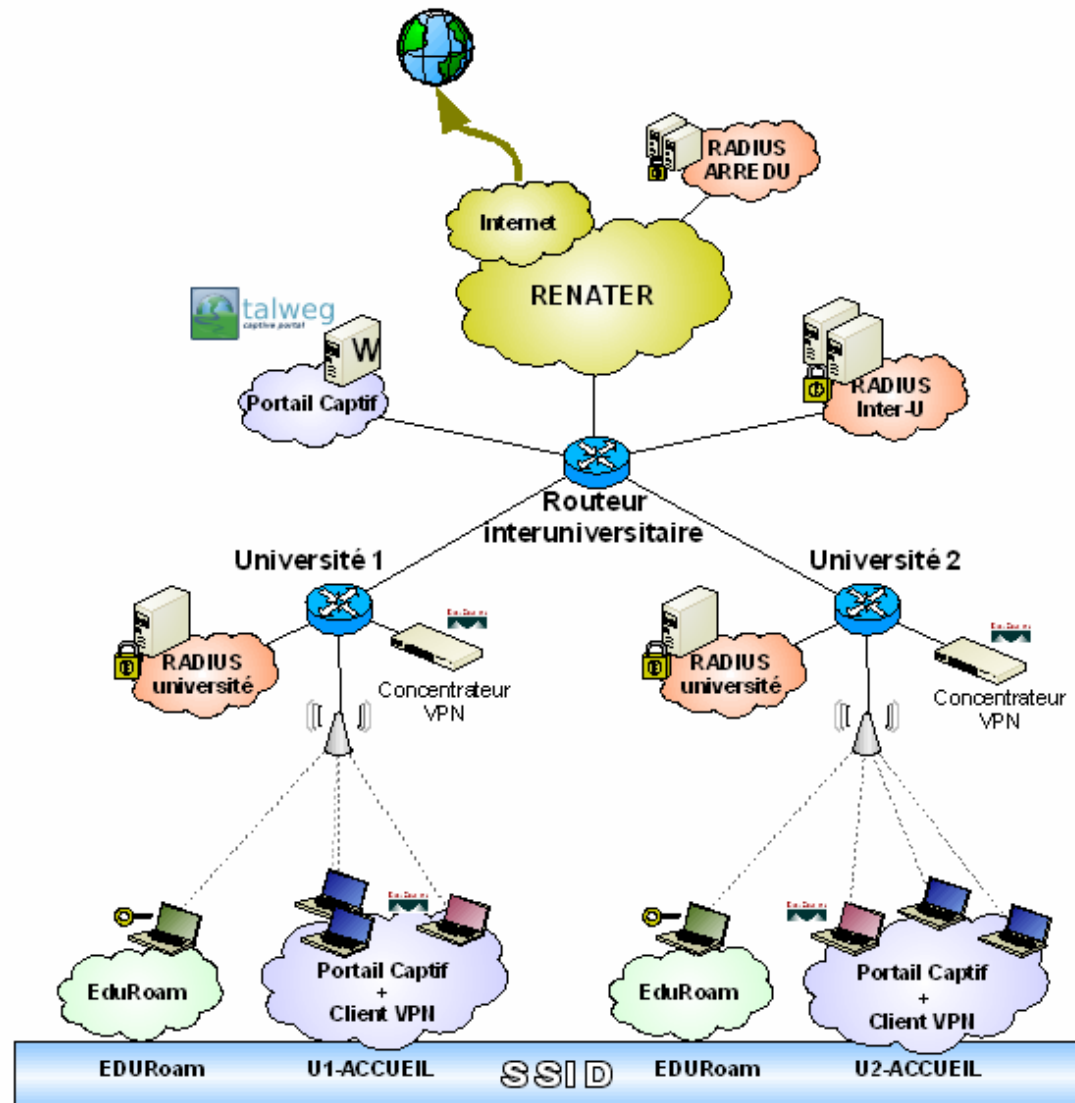 RADIUS
ARREDU
Internet
RENATER
talweg
captive portal
W
Portail Captif
RADIUS
Inter-U
Routeur
interuniversitaire
Université 1
Université 2
RADIUS
université
Concentrateur
VPN
RADIUS
université
Concentrateur
VPN
EduRoam
Portail Captif
+
Client VPN
EduRoam
Portail Captif
+
Client VPN
EDURoam
U1-ACCUEIL
SSID
EDURoam
U2-ACCUEIL